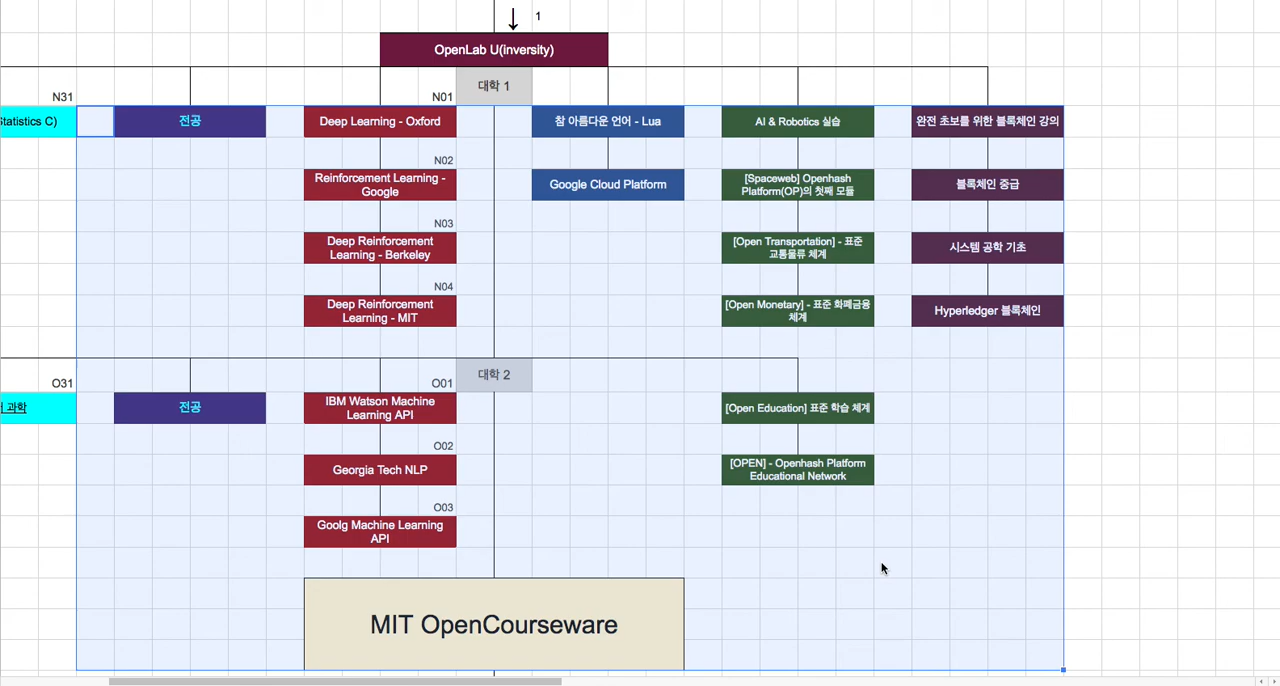 1
OpenLab U(inversity)
대학 1
N31
N01
Statistics C)
전공
Deep Learning - Oxford
참 아름다운 언어 - Lua
AI & Robotics 실습
완전 초보를 위한 블록체인 강의
N02
Reinforcement Learning -
Google
Google Cloud Platform
[Spaceweb] Openhash
Platform(OP)의 첫째 모듈
블록체인 중급
N03
Deep Reinforcement
Learning - Berkeley
[Open Transportation] - 표준
교통물류 체계
시스템 공학 기초
N04
Deep Reinforcement
Learning - MIT
[Open Monetary] - 표준 화폐금융
체계
Hyperledger 블록체인
대학 2
O31
O01
과학
전공
IBM Watson Machine
Learning API
[Open Education] 표준 학습 체계
O02
Georgia Tech NLP
[OPEN] - Openhash Platform
Educational Network
O03
Goolg Machine Learning
API
MIT OpenCourseware